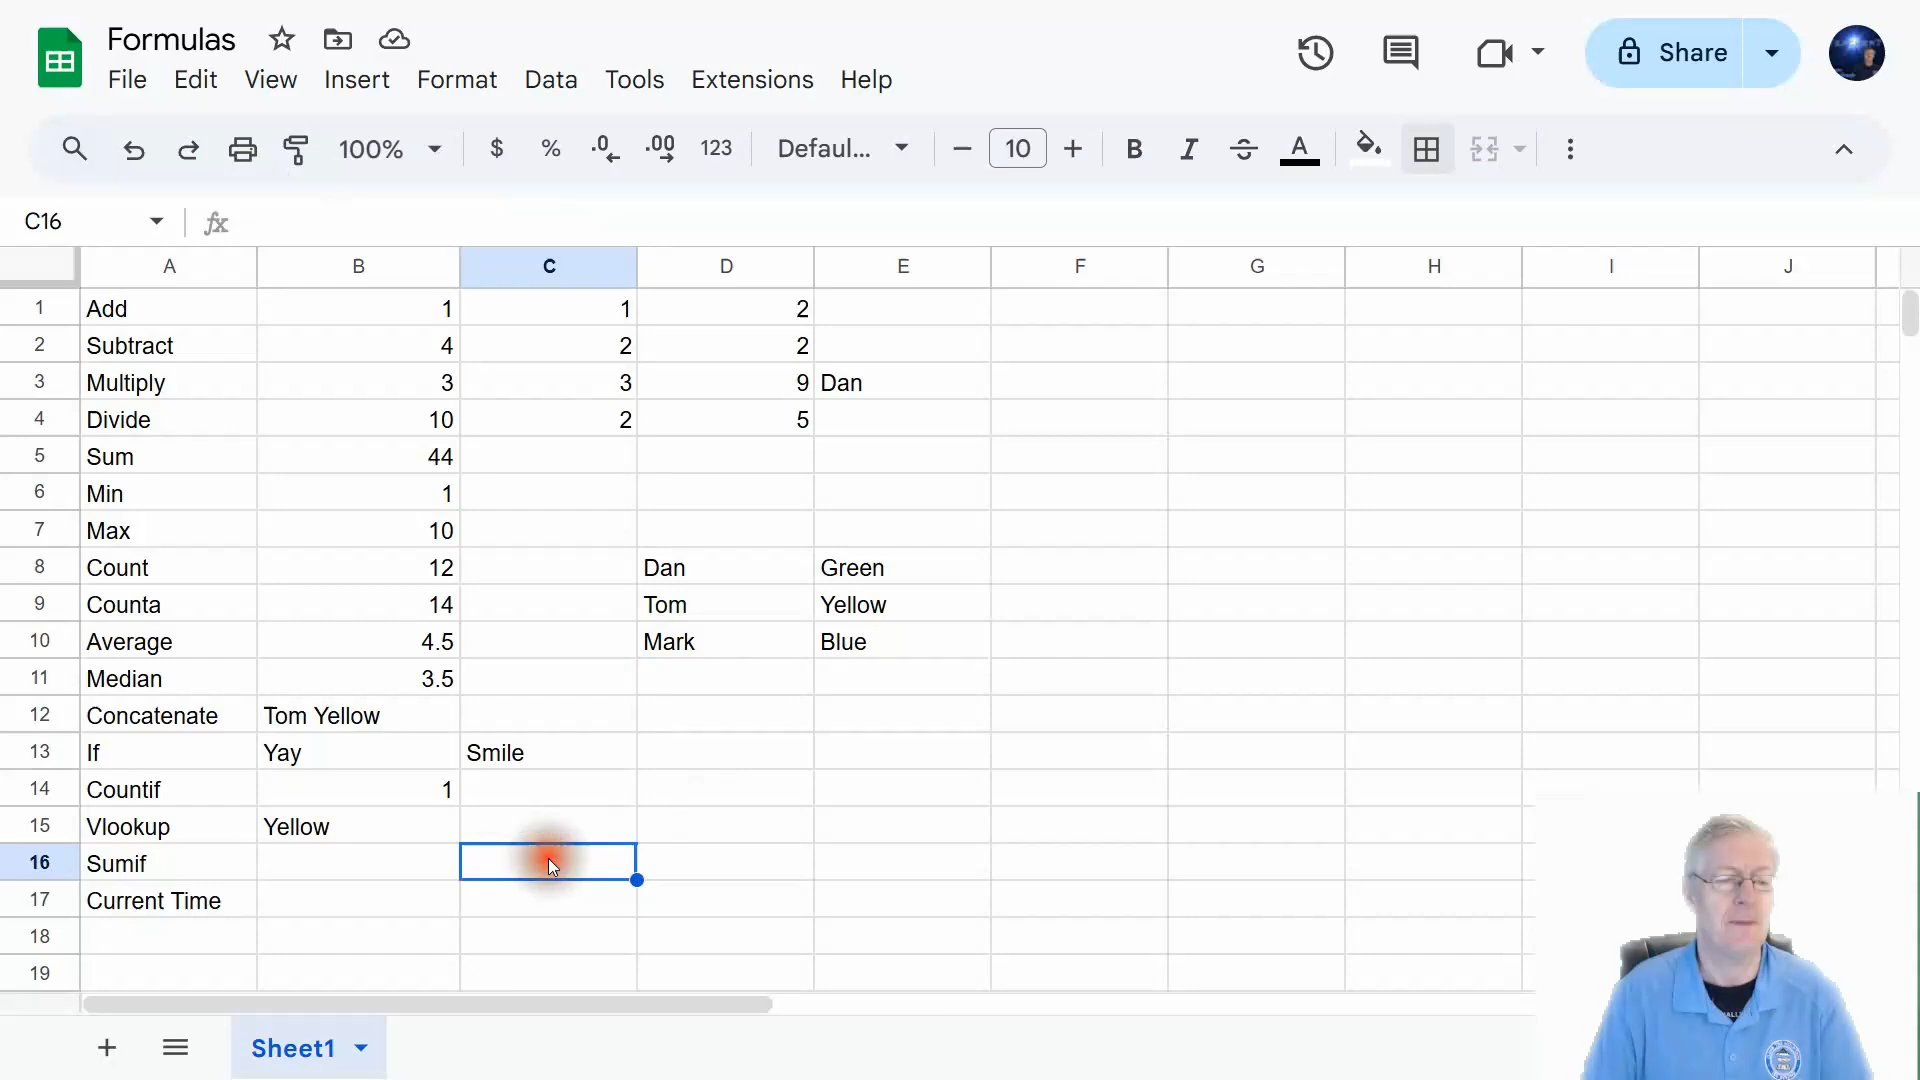 Formulas
File Edit View Insert Format Data Tools Extensions Help
Share
100% $ % .0 .00 123 Defaul... 10 B I S A
C16 fx
A B C D E F G H I J
1 Add 1 1 2
2 Subtract 4 2 2
3 Multiply 3 3 9 Dan
4 Divide 10 2 5
5 Sum 44
6 Min 1
7 Max 10
8 Count 12 Dan Green
9 Counta 14 Tom Yellow
10 Average 4.5 Mark Blue
11 Median 3.5
12 Concatenate Tom Yellow
13 If Yay Smile
14 Countif 1
15 Vlookup Yellow
16 Sumif
17 Current Time
18
19
Sheet1